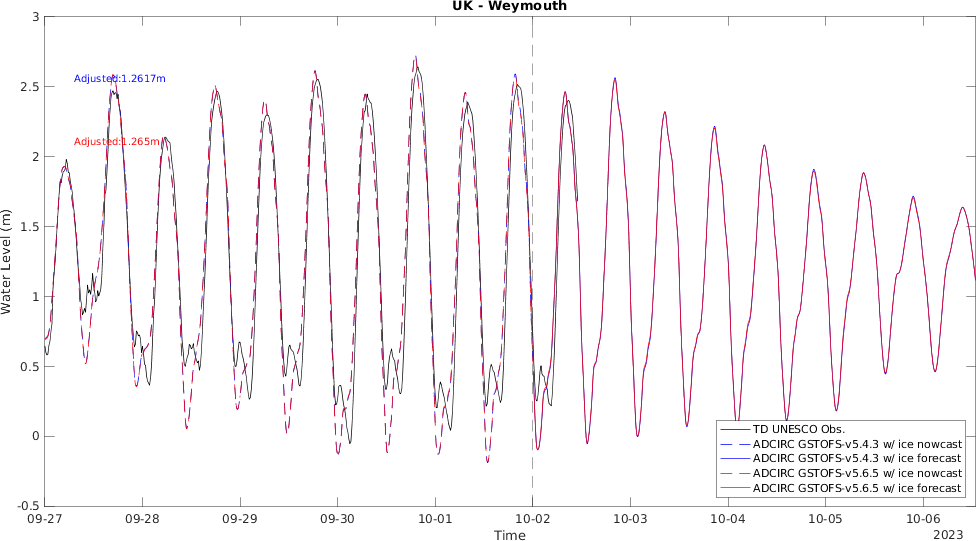 UK - Weymouth
3
2.5
2
1.5
1
0.5
0
-0.5
Water Level (m)
Adjusted:1.2617m
Adjusted:1.265m
TD UNESCO Obs.
ADCIRC GSTOFS-v5.4.3 w/ ice nowcast
ADCIRC GSTOFS-v5.4.3 w/ ice forecast
ADCIRC GSTOFS-v5.6.5 w/ ice nowcast
ADCIRC GSTOFS-v5.6.5 w/ ice forecast
09-27 09-28 09-29 09-30 10-01 10-02 10-03 10-04 10-05 10-06
Time
2023